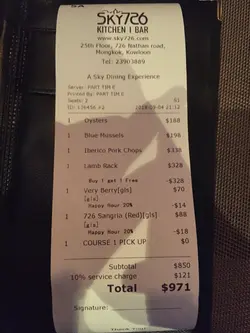 SKY726
KITCHEN | BAR
www.sky726.com
25th Floor, 726 Nathan road,
Mongkok, Kowloon
Tel: 23903889
A Sky Dining Experience
Server: PART TIM E
Printed By: PART TIM E
Seats: 2 S1
1 Oysters $188
1 Blue Mussels $198
1 Iberico Pork Chops $338
1 Lamb Rack $328
Buy 1 get 1 Free -$328
1 Very Berry[gls] $70
[gls]
Happy Hour 20% -$14
1 726 Sangria (Red)[gls] $88
[gls]
Happy Hour 20% -$18
1 COURSE 1 PICK UP $0
Subtotal $850
10% service charge $121
Total $971
Signature: